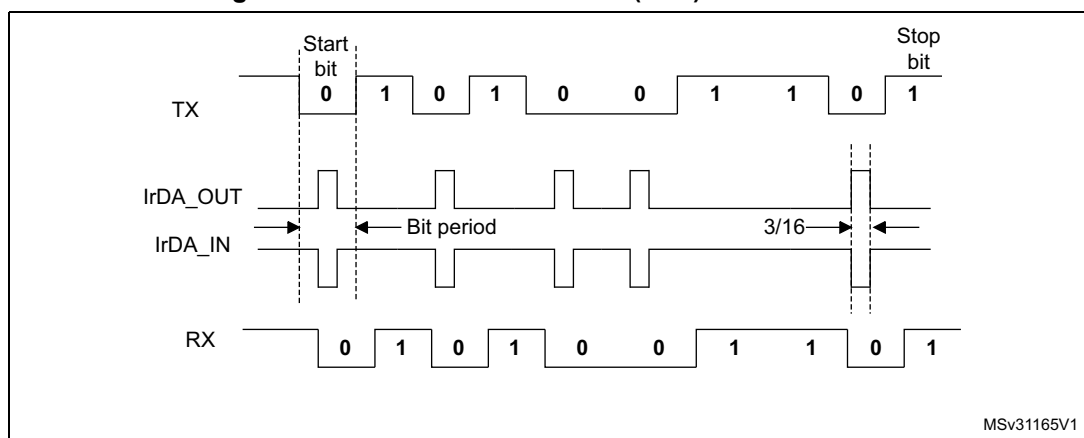 Start
bit
Stop
bit
TX
0 1 0 1 0 0 1 1 0 1
IrDA_OUT
Bit period
3/16
IrDA_IN
RX
0 1 0 1 0 0 1 1 0 1
MSv31165V1